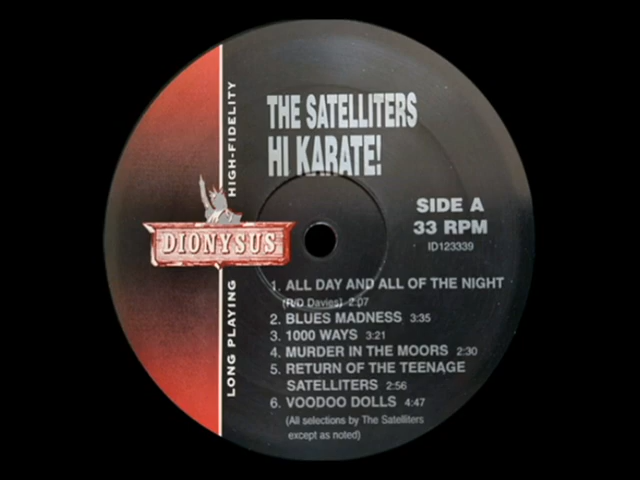 THE SATELLITERS
HI KARATE!
HIGH-FIDELITY
DIONYSUS
LONG PLAYING
SIDE A
33 RPM
ID123339
1. ALL DAY AND ALL OF THE NIGHT
(R/D Davies) 2:07
2. BLUES MADNESS 3:35
3. 1000 WAYS 3:21
4. MURDER IN THE MOORS 2:30
5. RETURN OF THE TEENAGE
SATELLITERS 2:56
6. VOODOO DOLLS 4:47
(All selections by The Satelliters
except as noted)